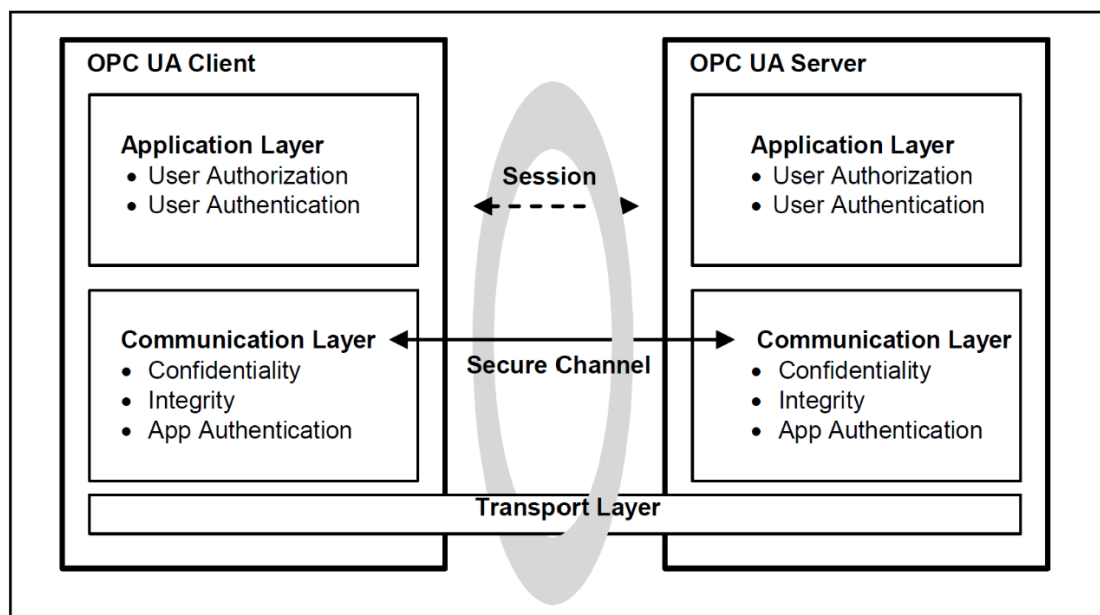 OPC UA Client
Application Layer
• User Authorization
• User Authentication
Communication Layer
• Confidentiality
• Integrity
• App Authentication
Session
Secure Channel
Transport Layer
OPC UA Server
Application Layer
• User Authorization
• User Authentication
Communication Layer
• Confidentiality
• Integrity
• App Authentication